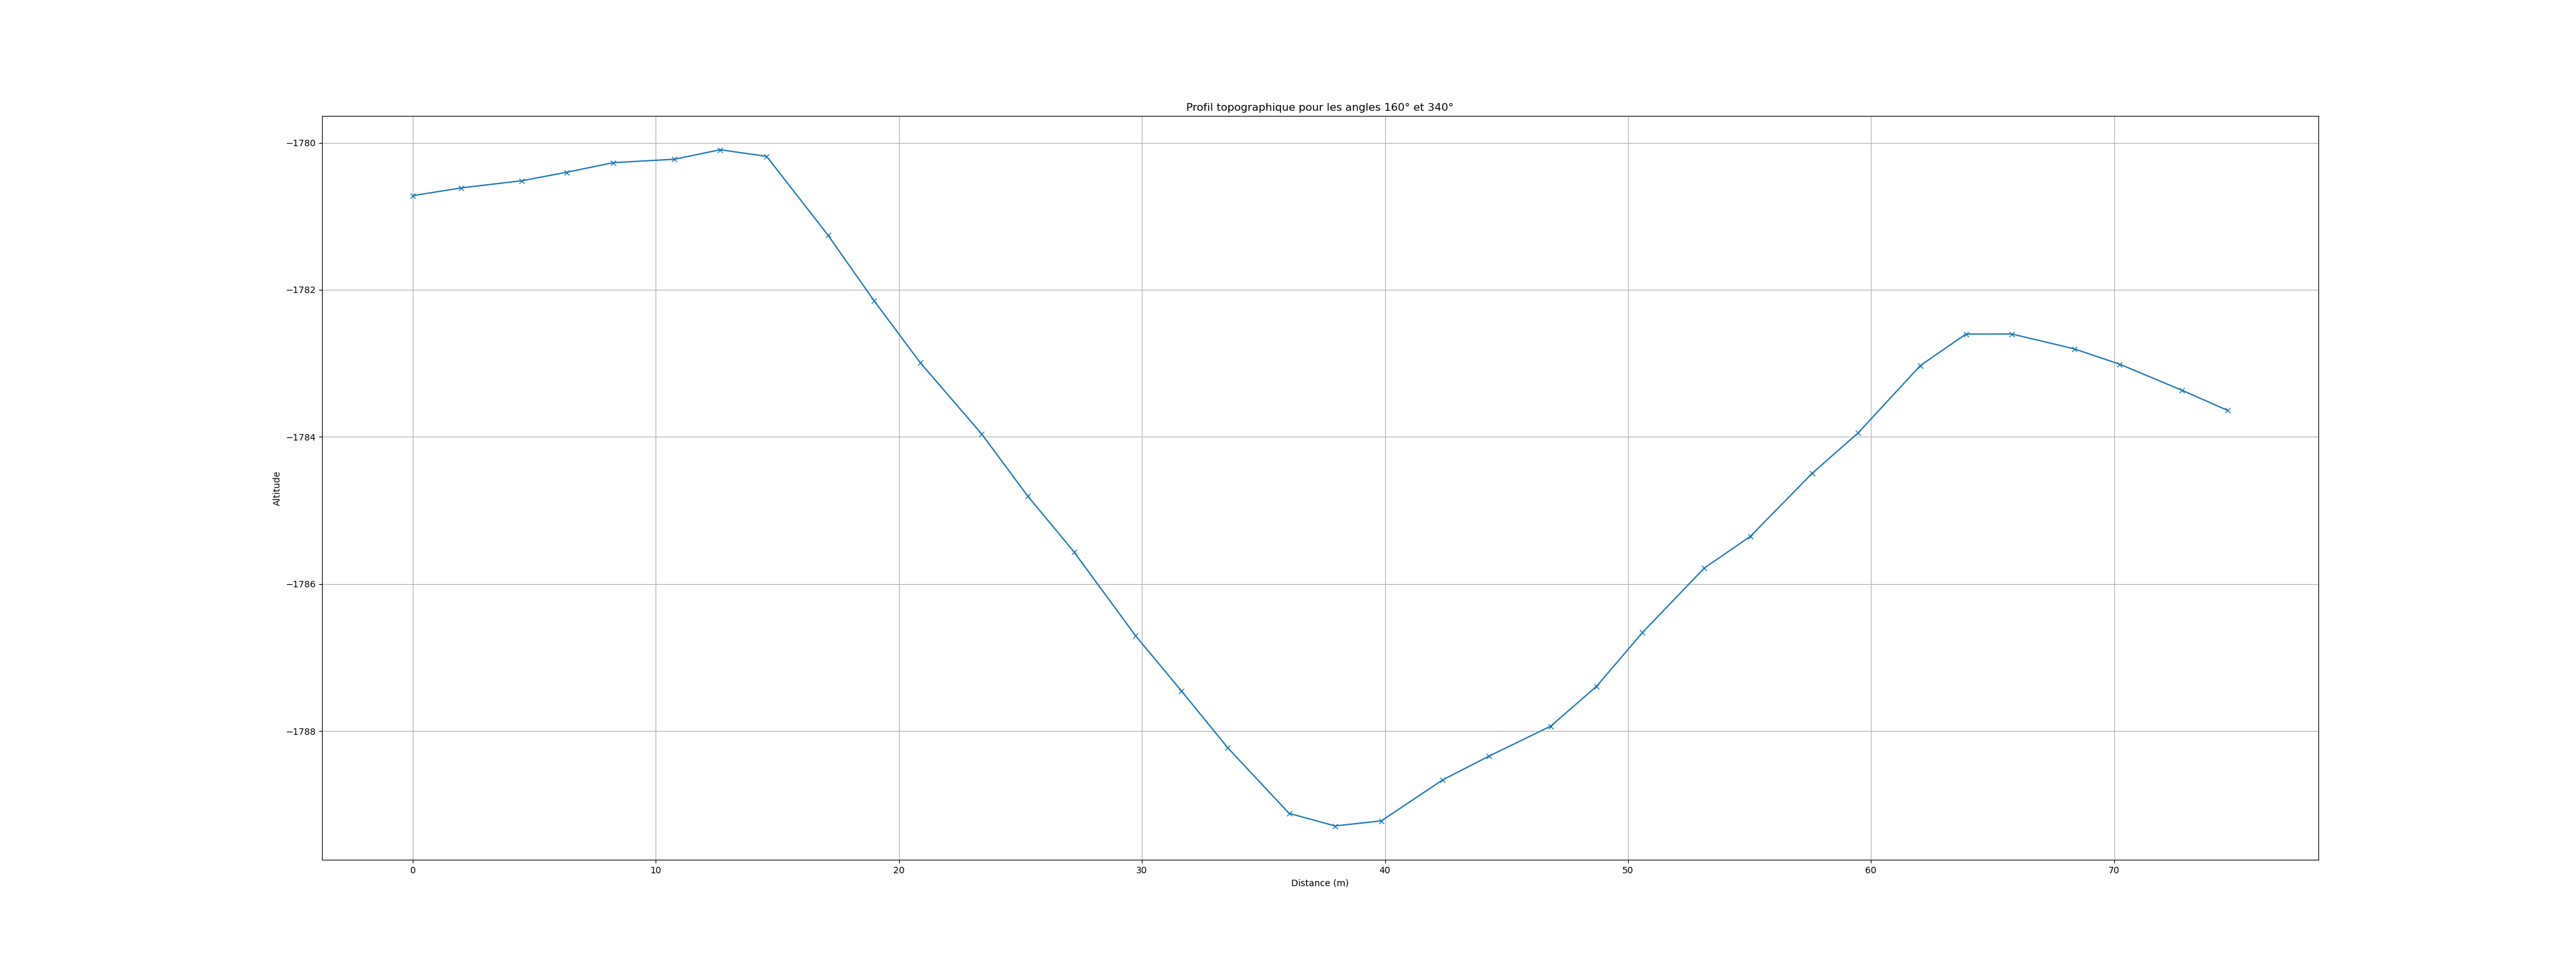 Profil topographique pour les angles 160° et 340°
Altitude
−1780
−1782
−1784
−1786
−1788
0 10 20 30 40 50 60 70
Distance (m)